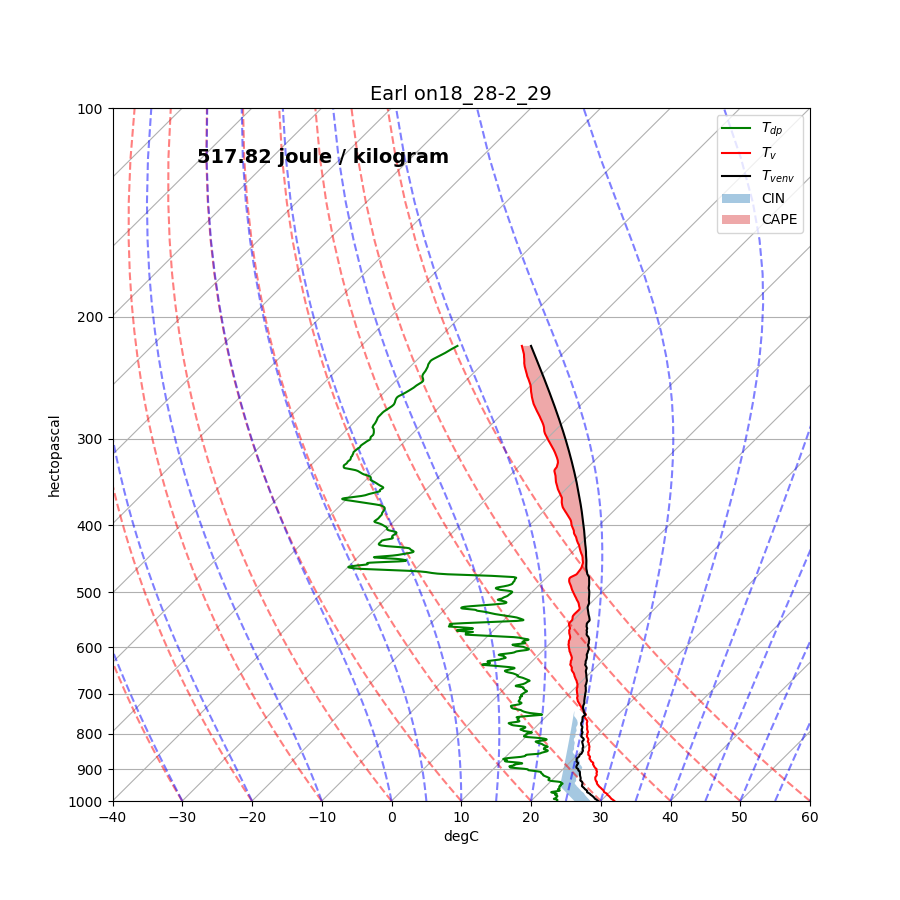 Earl on18_28-2_29
517.82 joule / kilogram
T_dp
T_v
T_venv
CIN
CAPE
100
200
300
400
500
600
700
800
900
1000
hectopascal
−40 −30 −20 −10 0 10 20 30 40 50 60
degC